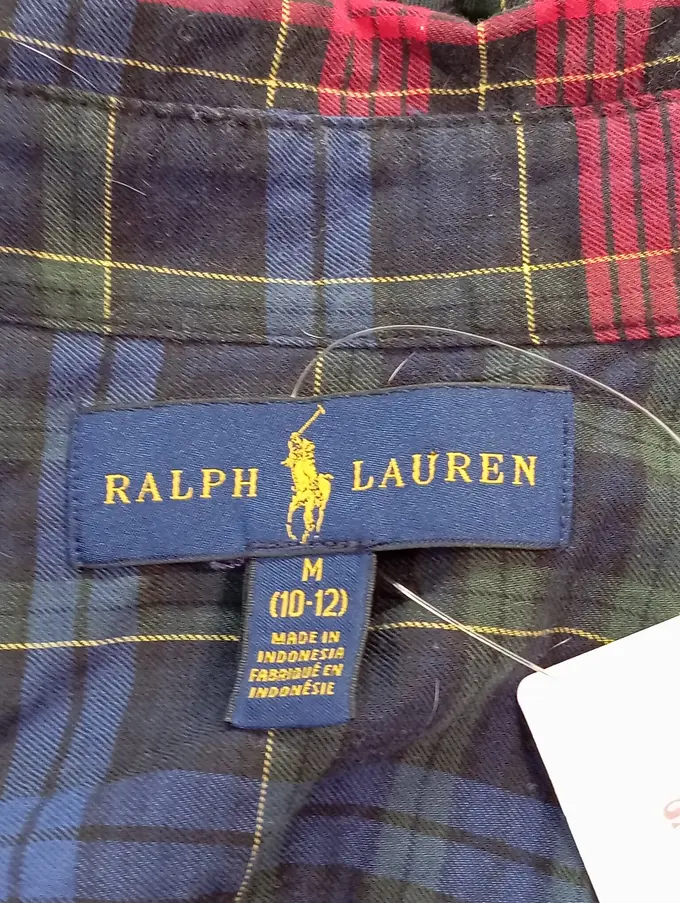 RALPH LAUREN
M
(10-12)
MADE IN
INDONESIA
FABRIQUÉ EN
INDONÉSIE